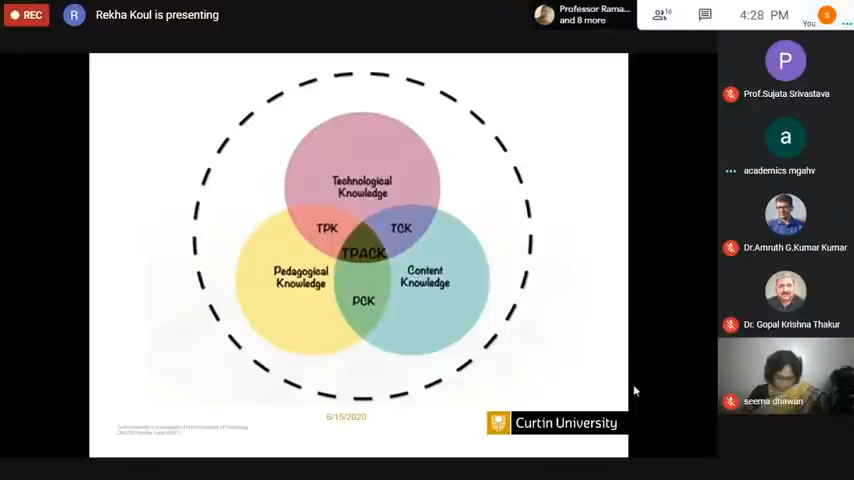 REC
R
Rekha Koul is presenting
Professor Rama...
and 8 more
16
4:28 PM
You
S
P
Prof.Sujata Srivastava
a
academics mgahv
Dr.Amruth G.Kumar Kumar
Dr. Gopal Krishna Thakur
seema dhawan
Technological
Knowledge
TPK
TCK
TPACK
Pedagogical
Knowledge
Content
Knowledge
PCK
6/15/2020
Curtin University